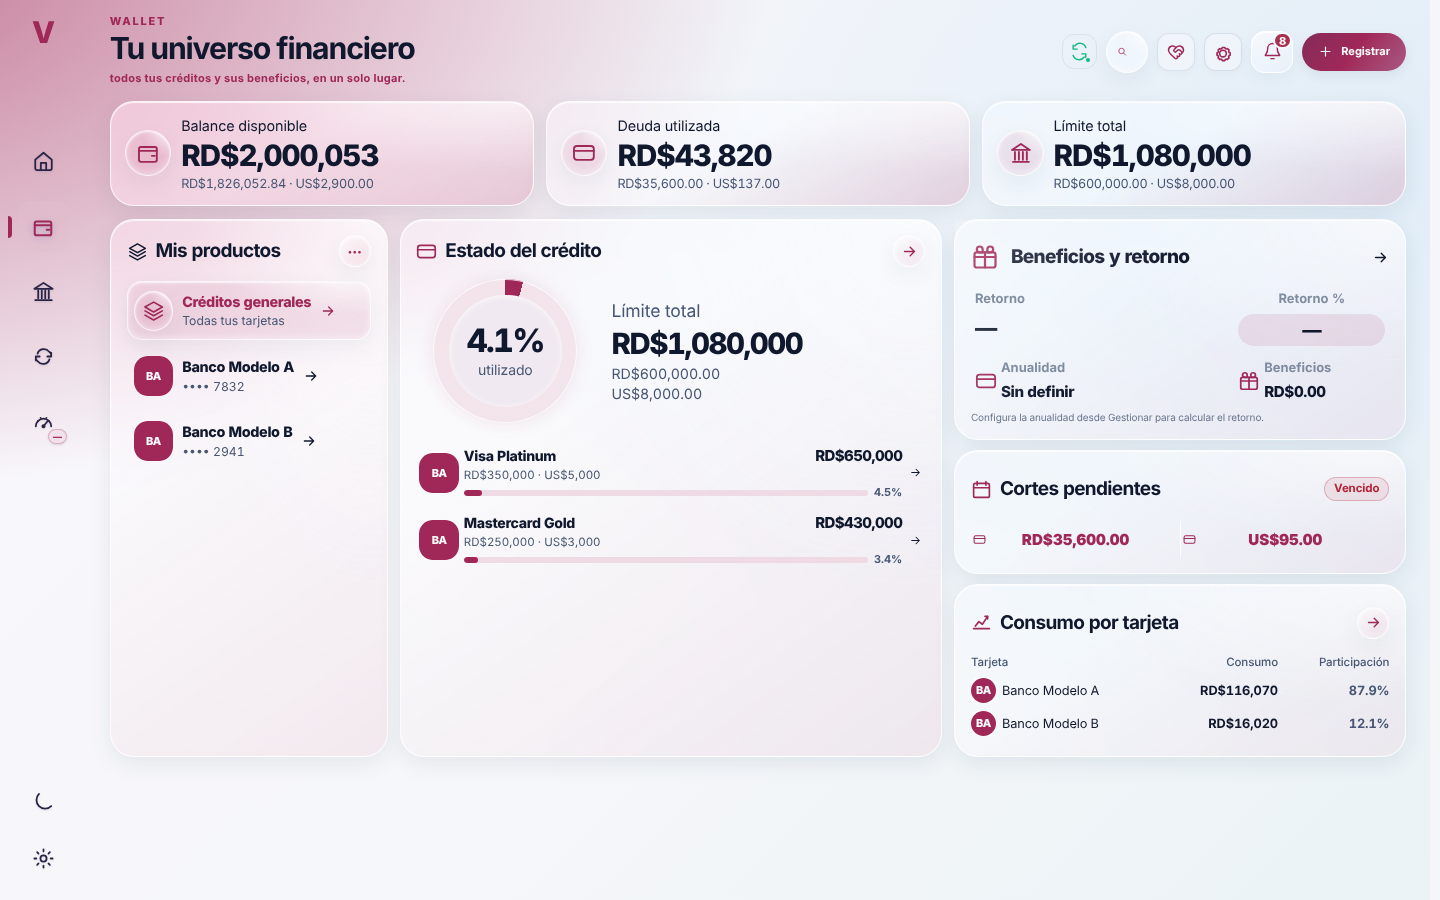 V
WALLET
Tu universo financiero
todos tus créditos y sus beneficios, en un solo lugar.
8
Registrar
Balance disponible
RD$2,000,053
RD$1,826,052.84 · US$2,900.00
Deuda utilizada
RD$43,820
RD$35,600.00 · US$137.00
Límite total
RD$1,080,000
RD$600,000.00 · US$8,000.00
Mis productos
Créditos generales
Todas tus tarjetas
BA
Banco Modelo A
•••• 7832
BA
Banco Modelo B
•••• 2941
Estado del crédito
4.1%
utilizado
Límite total
RD$1,080,000
RD$600,000.00
US$8,000.00
BA
Visa Platinum
RD$650,000
RD$350,000 · US$5,000
4.5%
BA
Mastercard Gold
RD$430,000
RD$250,000 · US$3,000
3.4%
Beneficios y retorno
Retorno
Retorno %
—
—
Anualidad
Sin definir
Beneficios
RD$0.00
Configura la anualidad desde Gestionar para calcular el retorno.
Cortes pendientes
Vencido
RD$35,600.00
US$95.00
Consumo por tarjeta
Tarjeta Consumo Participación
BA Banco Modelo A RD$116,070 87.9%
BA Banco Modelo B RD$16,020 12.1%